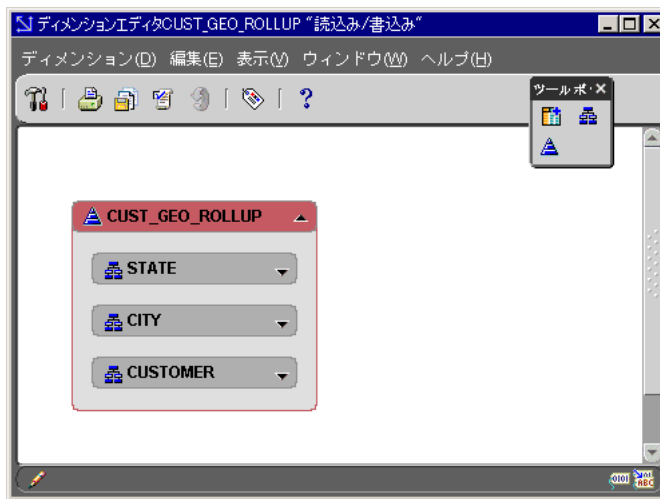 ディメンションエディタCUST_GEO_ROLLUP “読込み/書込み“
ディメンション(D) 編集(E) 表示(V) ウィンドウ(W) ヘルプ(H)
ツールボ・
CUST_GEO_ROLLUP
STATE
CITY
CUSTOMER
0101
ABC